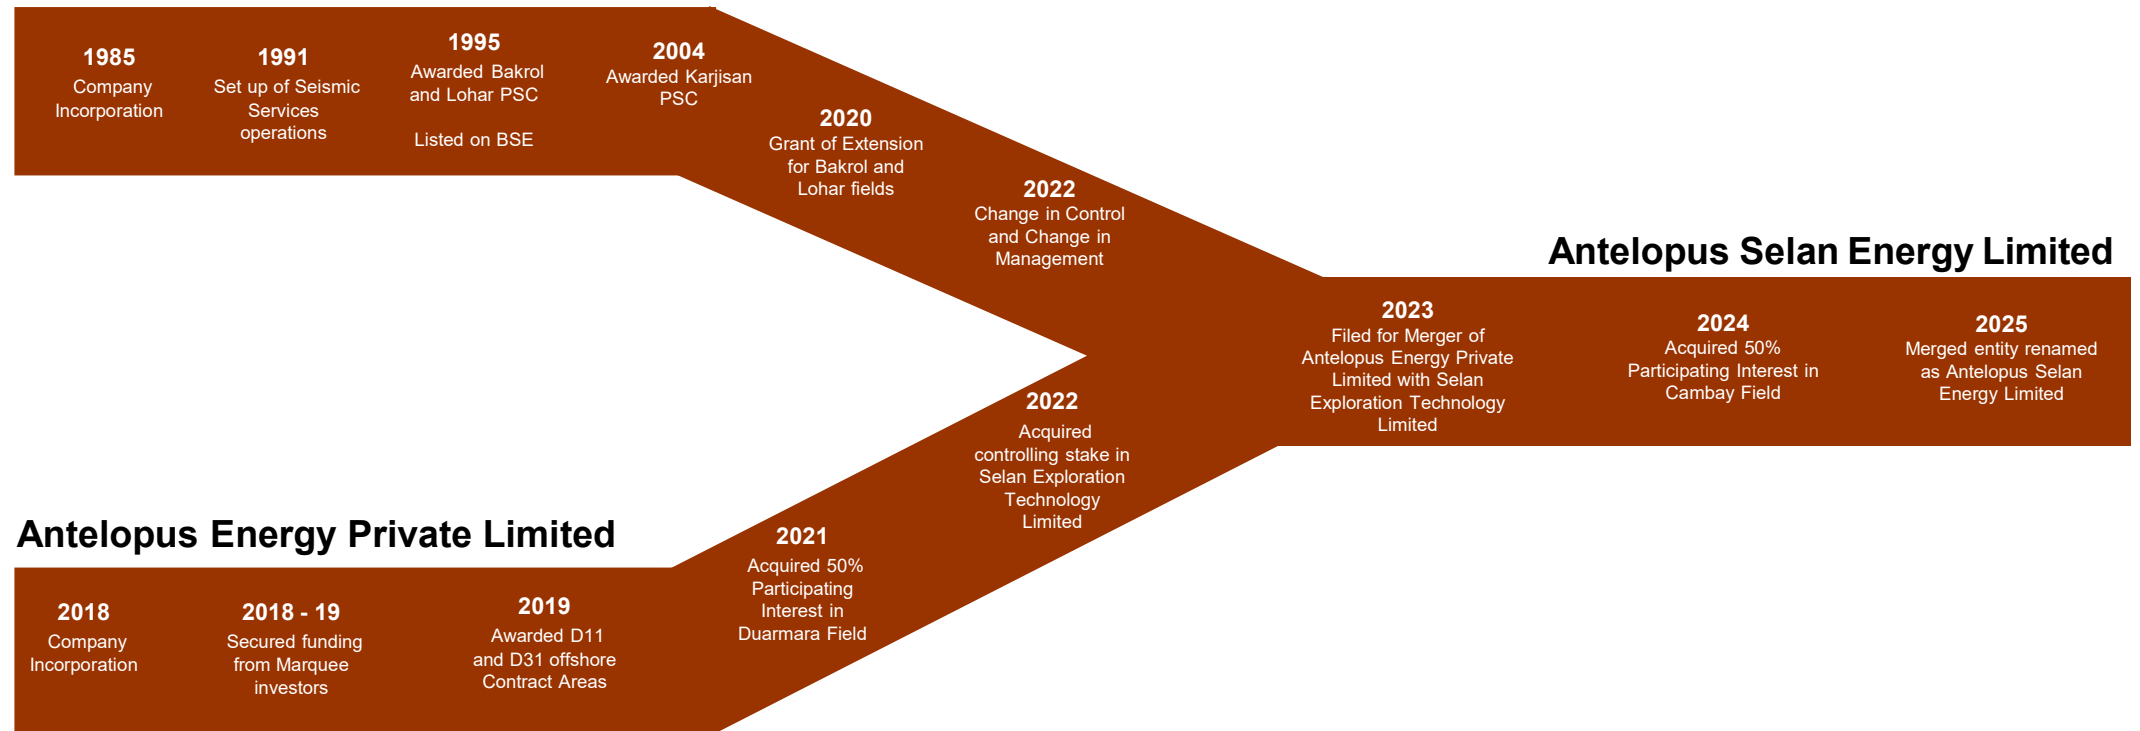 1985
Company
Incorporation
1991
Set up of Seismic
Services
operations
1995
Awarded Bakrol
and Lohar PSC
Listed on BSE
2004
Awarded Karjisan
PSC
2020
Grant of Extension
for Bakrol and
Lohar fields
2022
Change in Control
and Change in
Management
Antelopus Energy Private Limited
2018
Company
Incorporation
2018 - 19
Secured funding
from Marquee
investors
2019
Awarded D11
and D31 offshore
Contract Areas
2021
Acquired 50%
Participating
Interest in
Duarmara Field
2022
Acquired
controlling stake in
Selan Exploration
Technology
Limited
Antelopus Selan Energy Limited
2023
Filed for Merger of
Antelopus Energy Private
Limited with Selan
Exploration Technology
Limited
2024
Acquired 50%
Participating Interest in
Cambay Field
2025
Merged entity renamed
as Antelopus Selan
Energy Limited